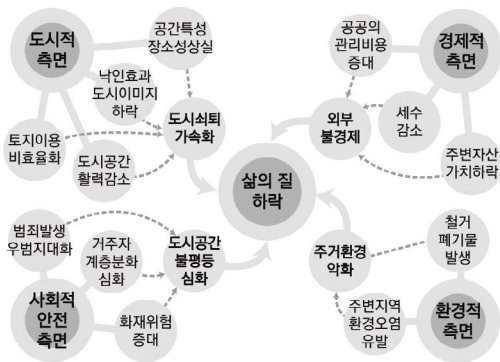 도시적
측면
공간특성
장소성상실
낙인효과
도시이미지
하락
토지이용
비효율화
도시공간
활력감소
도시쇠퇴
가속화
공공의
관리비용
증대
경제적
측면
외부
불경제
세수
감소
주변자산
가치하락
삶의 질
하락
범죄발생
우범지대화
거주자
계층분화
심화
도시공간
불평등
심화
사회적
안전
측면
화재위험
증대
주거환경
악화
철거
폐기물
발생
주변지역
환경오염
유발
환경적
측면